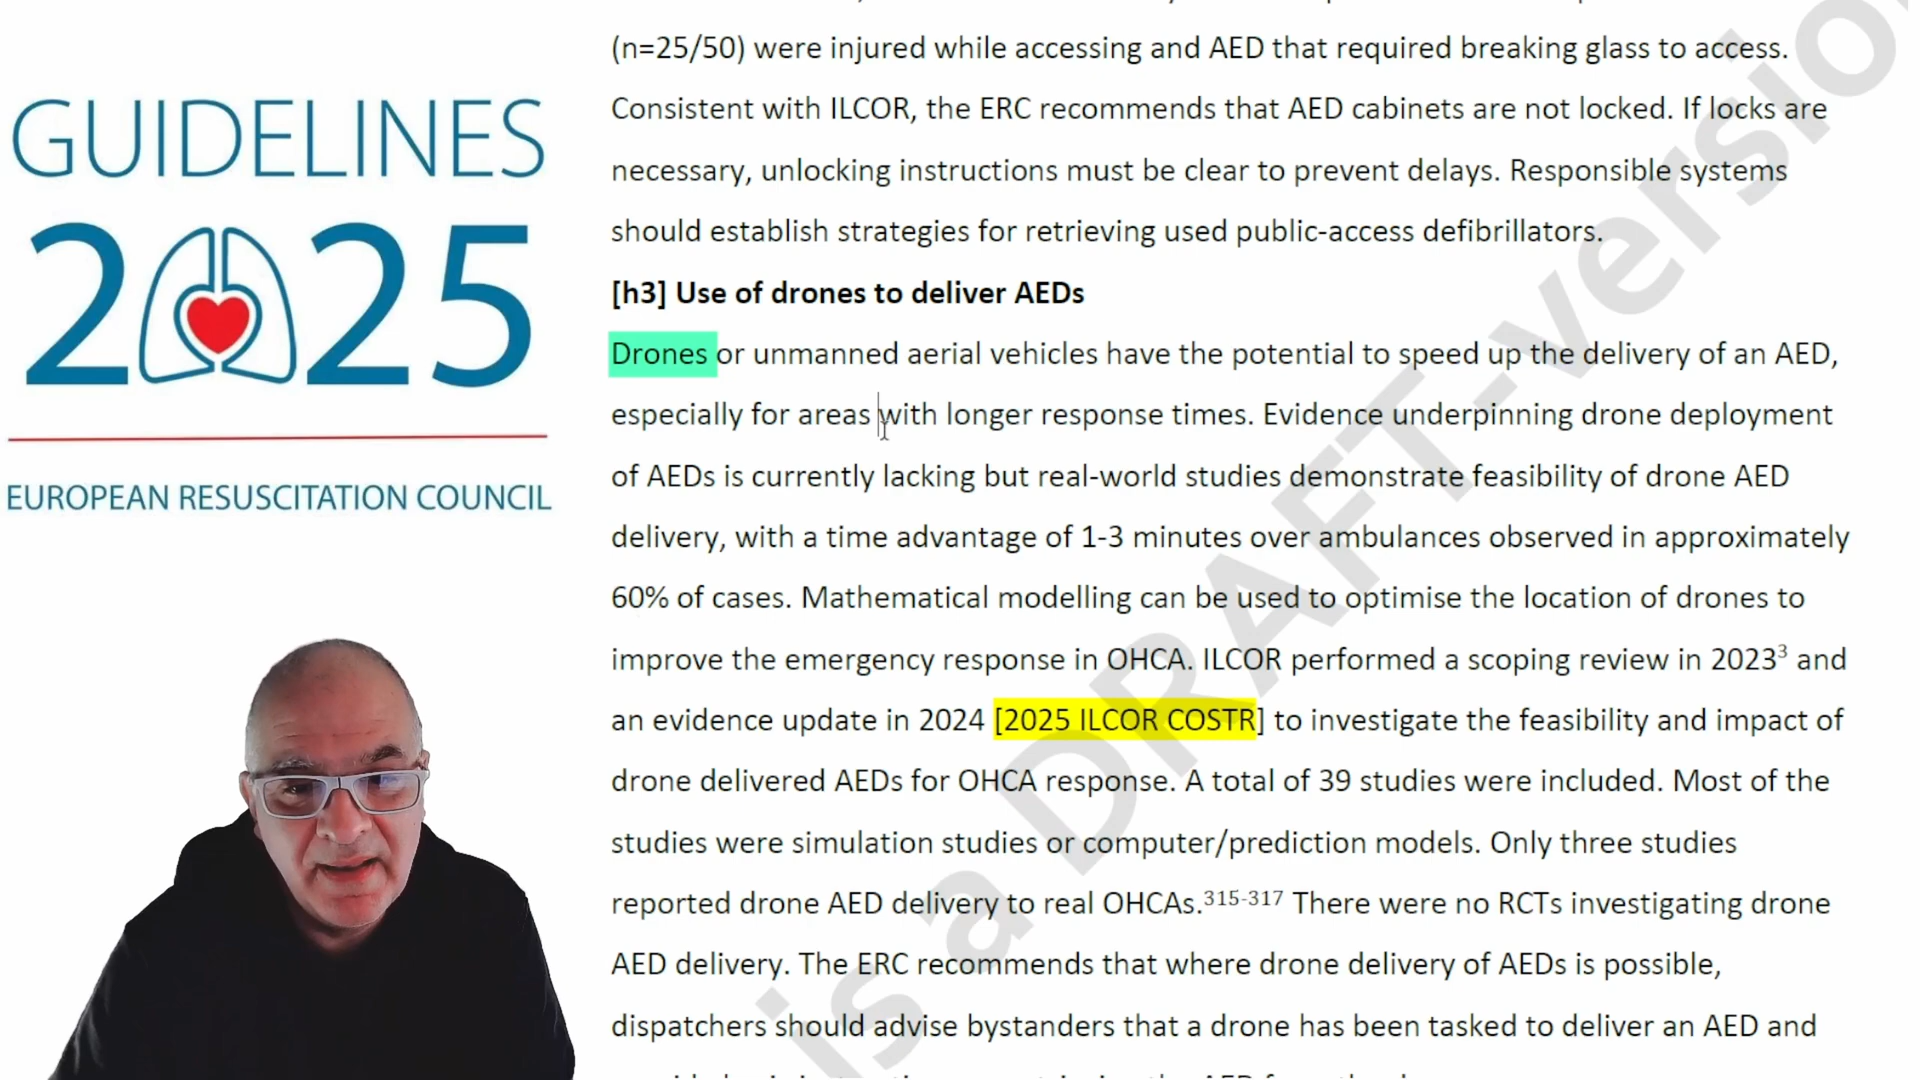 GUIDELINES
2025
EUROPEAN RESUSCITATION COUNCIL
(n=25/50) were injured while accessing and AED that required breaking glass to access.
Consistent with ILCOR, the ERC recommends that AED cabinets are not locked. If locks are
necessary, unlocking instructions must be clear to prevent delays. Responsible systems
should establish strategies for retrieving used public-access defibrillators.
[h3] Use of drones to deliver AEDs
Drones or unmanned aerial vehicles have the potential to speed up the delivery of an AED,
especially for areas with longer response times. Evidence underpinning drone deployment
of AEDs is currently lacking but real-world studies demonstrate feasibility of drone AED
delivery, with a time advantage of 1-3 minutes over ambulances observed in approximately
60% of cases. Mathematical modelling can be used to optimise the location of drones to
improve the emergency response in OHCA. ILCOR performed a scoping review in 2023³ and
an evidence update in 2024 [2025 ILCOR COSTR] to investigate the feasibility and impact of
drone delivered AEDs for OHCA response. A total of 39 studies were included. Most of the
studies were simulation studies or computer/prediction models. Only three studies
reported drone AED delivery to real OHCAs.³¹⁵⁻³¹⁷ There were no RCTs investigating drone
AED delivery. The ERC recommends that where drone delivery of AEDs is possible,
dispatchers should advise bystanders that a drone has been tasked to deliver an AED and
is a DRAFT-version